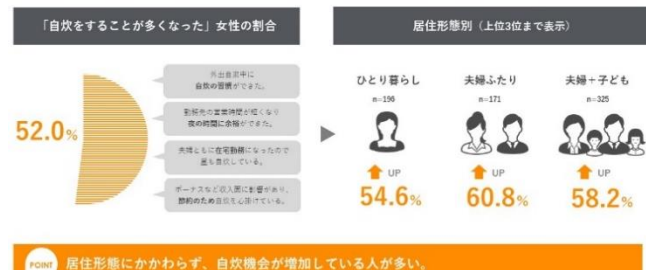 「自炊をすることが多くなった」女性の割合
52.0%
外出自粛中に
自炊の習慣ができた。
勤務先の営業時間が短くなり
夜の時間に余裕ができた。
夫婦ともに在宅勤務になったので
昼も自炊している。
ボーナスなど収入面に影響があり、
節約のため自炊を心掛けている。
居住形態別(上位3位まで表示)
ひとり暮らし
n=196
UP
54.6%
夫婦ふたり
n=171
UP
60.8%
夫婦+子ども
n=325
UP
58.2%
POINT 居住形態にかかわらず、自炊機会が増加している人が多い。